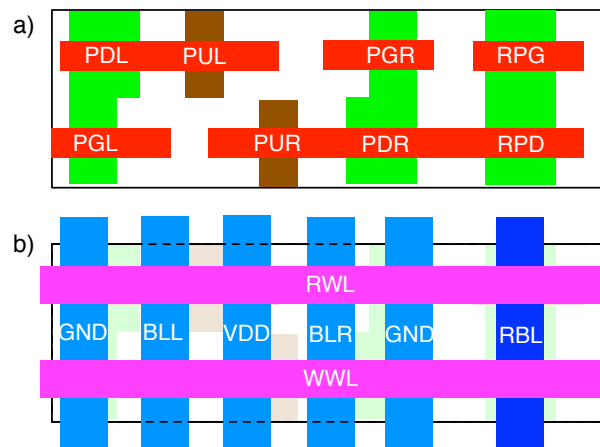 a)
PDL PUL PGR RPG
PGL PUR PDR RPD
b)
RWL
GND BLL VDD BLR GND RBL
WWL